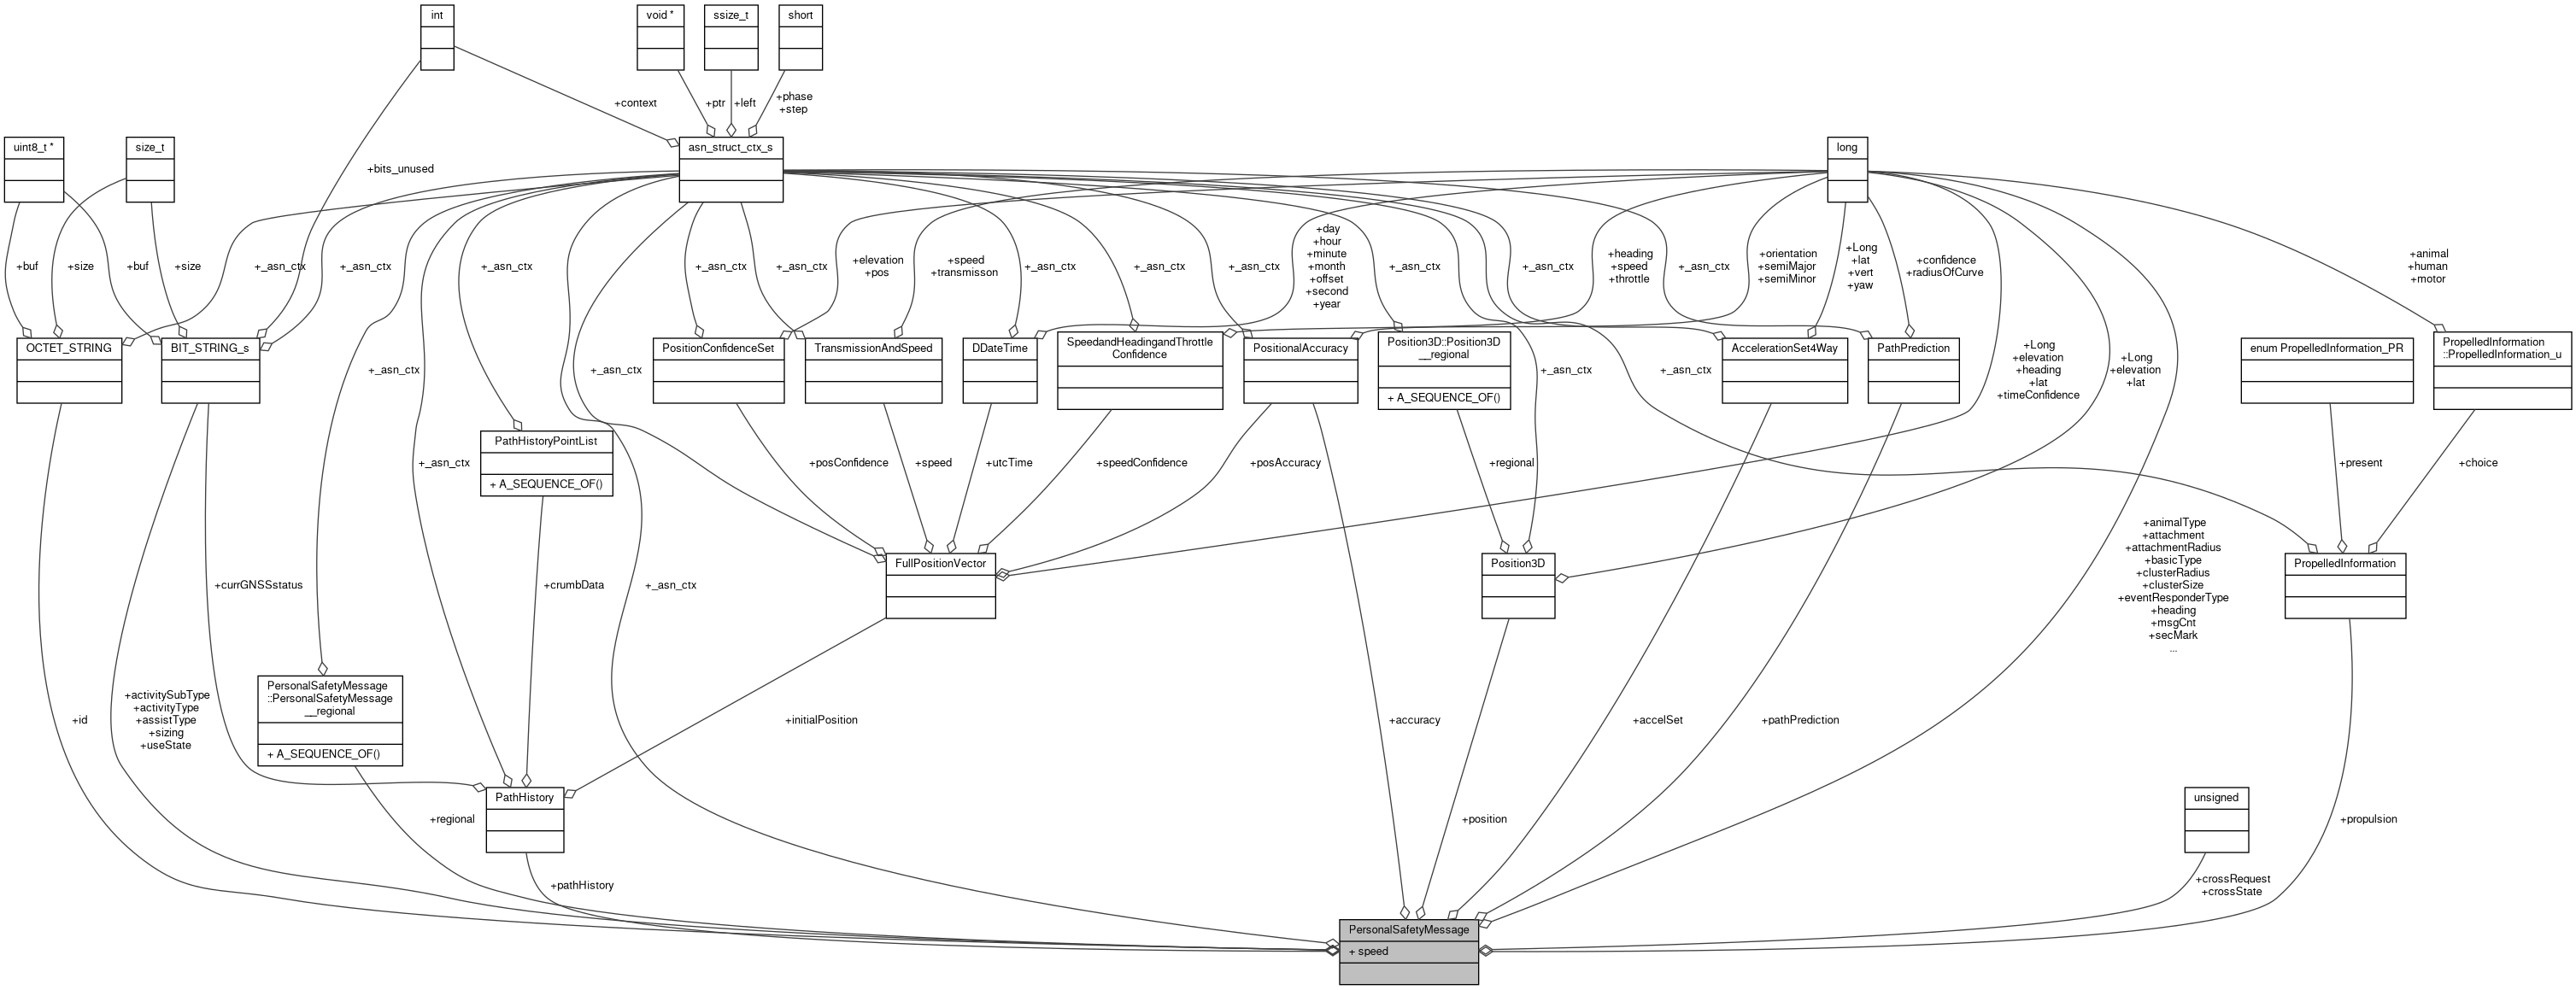 int
void *
ssize_t
short
+context
+ptr
+left
+phase
+step
uint8_t *
size_t
asn_struct_ctx_s
long
+bits_unused
+buf
+size
+buf
+size
+_asn_ctx
+_asn_ctx
+_asn_ctx
+_asn_ctx
+_asn_ctx
+elevation
+pos
+speed
+transmisson
+_asn_ctx
+_asn_ctx
+_asn_ctx
+day
+hour
+minute
+month
+offset
+second
+year
+_asn_ctx
+_asn_ctx
+heading
+speed
+throttle
+_asn_ctx
+orientation
+semiMajor
+semiMinor
+Long
+lat
+vert
+yaw
+confidence
+radiusOfCurve
+animal
+human
+motor
OCTET_STRING
BIT_STRING_s
PositionConfidenceSet
TransmissionAndSpeed
DDateTime
SpeedandHeadingandThrottle
Confidence
PositionalAccuracy
Position3D::Position3D
__regional
+ A_SEQUENCE_OF()
AccelerationSet4Way
PathPrediction
enum PropelledInformation_PR
PropelledInformation
::PropelledInformation_u
+_asn_ctx
+_asn_ctx
+_asn_ctx
+_asn_ctx
+Long
+elevation
+heading
+lat
+timeConfidence
+Long
+elevation
+lat
PathHistoryPointList
+ A_SEQUENCE_OF()
+_asn_ctx
+posConfidence
+speed
+utcTime
+speedConfidence
+posAccuracy
+regional
+present
+choice
+currGNSSstatus
+crumbData
+_asn_ctx
FullPositionVector
Position3D
+animalType
+attachment
+attachmentRadius
+basicType
+clusterRadius
+clusterSize
+eventResponderType
+heading
+msgCnt
+secMark
...
PropelledInformation
+id
+activitySubType
+activityType
+assistType
+sizing
+useState
PersonalSafetyMessage
::PersonalSafetyMessage
__regional
+ A_SEQUENCE_OF()
+initialPosition
+accuracy
+accelSet
+pathPrediction
+regional
PathHistory
+position
unsigned
+propulsion
+pathHistory
+crossRequest
+crossState
PersonalSafetyMessage
+ speed